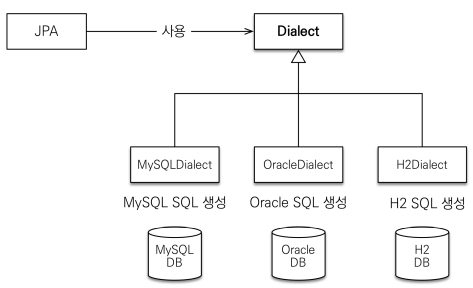 JPA
사용
Dialect
MySQLDialect
OracleDialect
H2Dialect
MySQL SQL 생성
Oracle SQL 생성
H2 SQL 생성
MySQL
DB
Oracle
DB
H2
DB